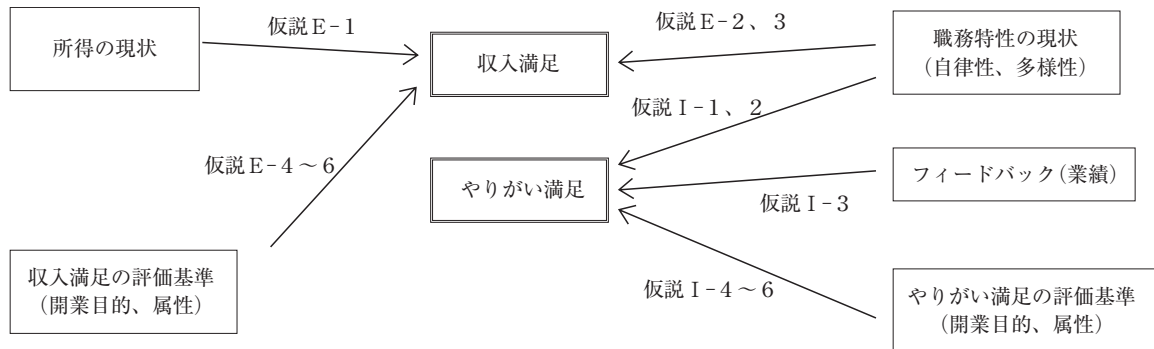 所得の現状
仮説E-1
収入満足
仮説E-2、3
職務特性の現状
（自律性、多様性）
仮説I-1、2
仮説E-4～6
やりがい満足
フィードバック（業績）
仮説I-3
収入満足の評価基準
（開業目的、属性）
仮説I-4～6
やりがい満足の評価基準
（開業目的、属性）